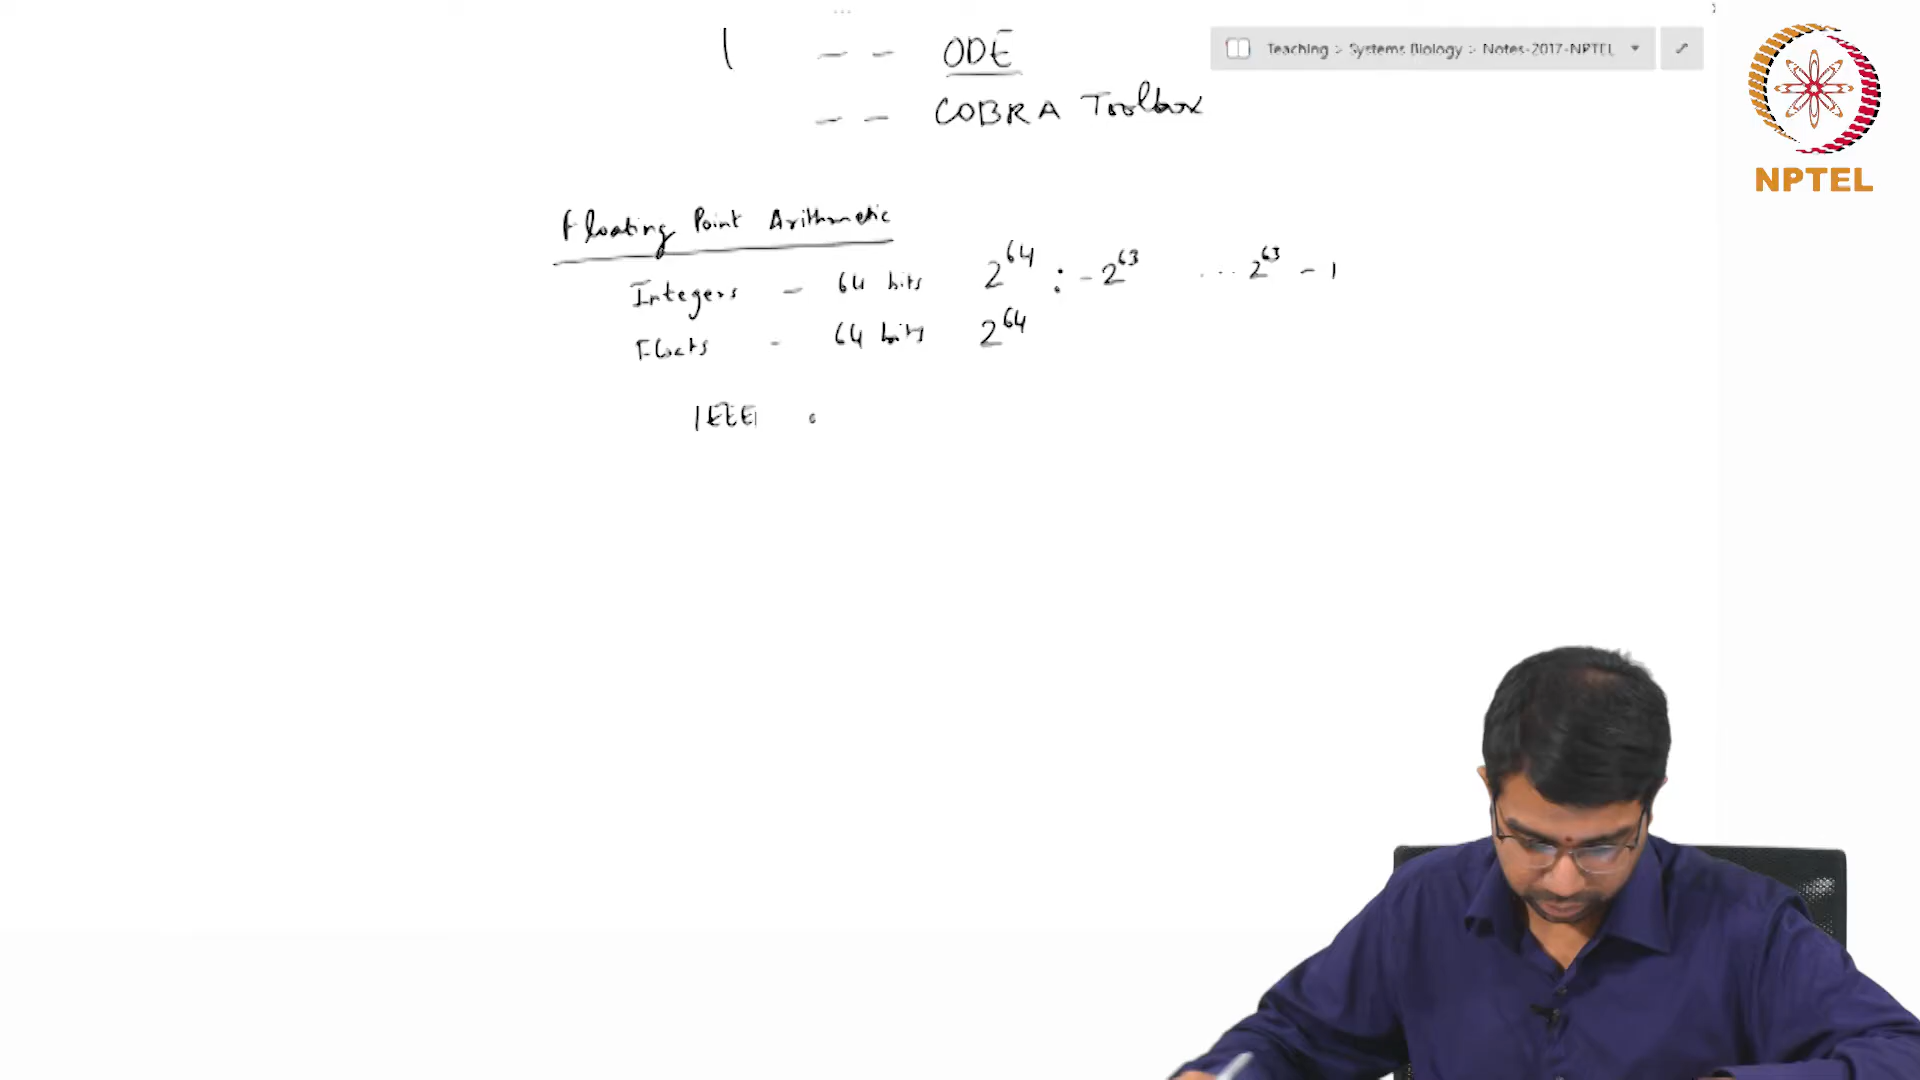 | -- ODE
Teaching > Systems Biology > Notes-2017-NPTEL
-- COBRA Toolbox
NPTEL
Floating Point Arithmetic
Integers - 64 bits 2^64 : -2^63 ... 2^63 - 1
Floats - 64 bits 2^64
IEEE